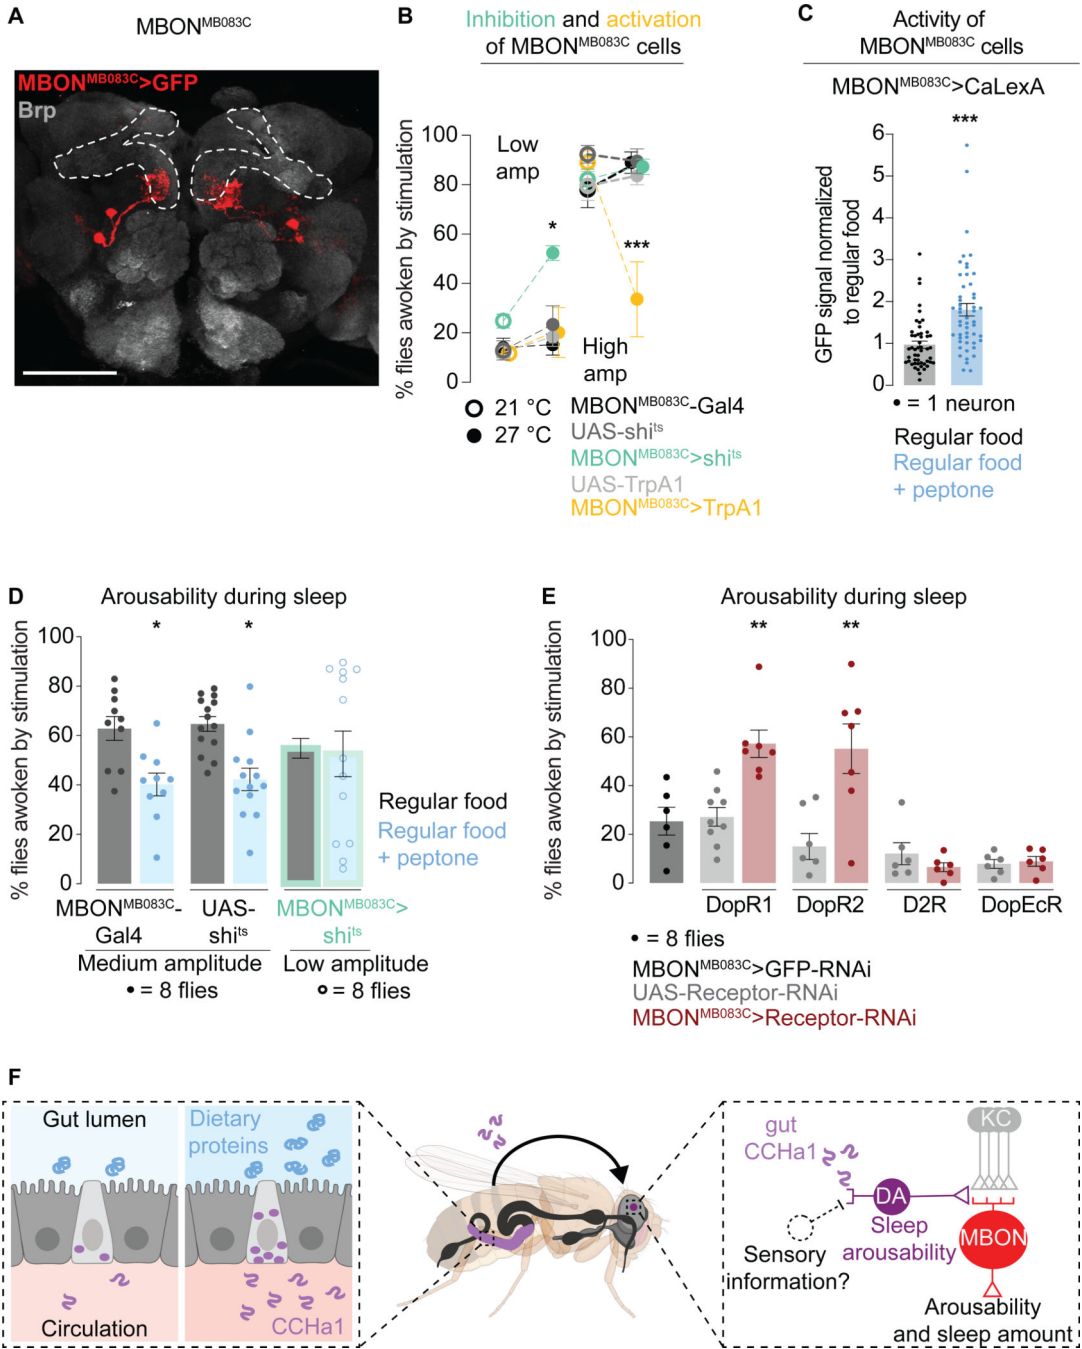 A
MBONMB083C
MBONMB083C>GFP
Brp
B
Inhibition and activation
of MBONMB083C cells
% flies awoken by stimulation
100
80
60
40
20
0
Low
amp
*
***
High
amp
21 °C
27 °C
MBONMB083C-Gal4
UAS-shits
MBONMB083C>shits
UAS-TrpA1
MBONMB083C>TrpA1
C
Activity of
MBONMB083C cells
MBONMB083C>CaLexA
***
GFP signal normalized
to regular food
6
5
4
3
2
1
0
• = 1 neuron
Regular food
Regular food
+ peptone
D
Arousability during sleep
% flies awoken by stimulation
100
80
60
40
20
0
*
*
MBONMB083C-
Gal4
UAS-
shits
MBONMB083C>
shits
Medium amplitude
Low amplitude
• = 8 flies
o = 8 flies
Regular food
Regular food
+ peptone
E
Arousability during sleep
% flies awoken by stimulation
100
80
60
40
20
0
**
**
DopR1
DopR2
D2R
DopEcR
• = 8 flies
MBONMB083C>GFP-RNAi
UAS-Receptor-RNAi
MBONMB083C>Receptor-RNAi
F
Gut lumen
Dietary
proteins
Circulation
CCHa1
gut
CCHa1
KC
DA
Sleep
arousability
MBON
Sensory
information?
Arousability
and sleep amount